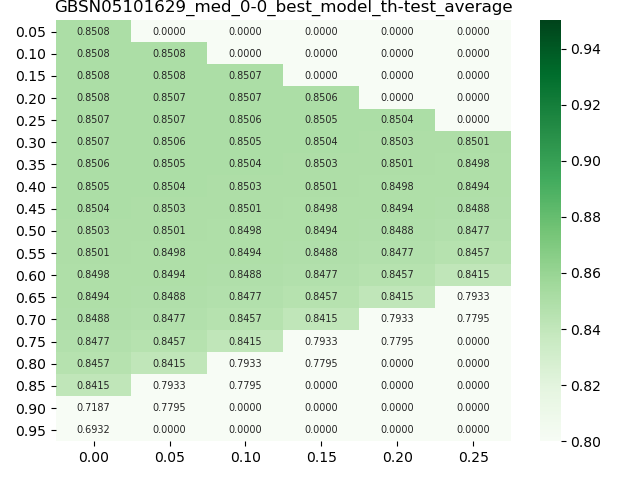 GBSN05101629_med_0-0_best_model_th-test_average
0.05 0.8508 0.0000 0.0000 0.0000 0.0000 0.0000
0.10 0.8508 0.8508 0.0000 0.0000 0.0000 0.0000
0.15 0.8508 0.8508 0.8507 0.0000 0.0000 0.0000
0.20 0.8508 0.8507 0.8507 0.8506 0.0000 0.0000
0.25 0.8507 0.8507 0.8506 0.8505 0.8504 0.0000
0.30 0.8507 0.8506 0.8505 0.8504 0.8503 0.8501
0.35 0.8506 0.8505 0.8504 0.8503 0.8501 0.8498
0.40 0.8505 0.8504 0.8503 0.8501 0.8498 0.8494
0.45 0.8504 0.8503 0.8501 0.8498 0.8494 0.8488
0.50 0.8503 0.8501 0.8498 0.8494 0.8488 0.8477
0.55 0.8501 0.8498 0.8494 0.8488 0.8477 0.8457
0.60 0.8498 0.8494 0.8488 0.8477 0.8457 0.8415
0.65 0.8494 0.8488 0.8477 0.8457 0.8415 0.7933
0.70 0.8488 0.8477 0.8457 0.8415 0.7933 0.7795
0.75 0.8477 0.8457 0.8415 0.7933 0.7795 0.0000
0.80 0.8457 0.8415 0.7933 0.7795 0.0000 0.0000
0.85 0.8415 0.7933 0.7795 0.0000 0.0000 0.0000
0.90 0.7187 0.7795 0.0000 0.0000 0.0000 0.0000
0.95 0.6932 0.0000 0.0000 0.0000 0.0000 0.0000
0.00 0.05 0.10 0.15 0.20 0.25
0.94
0.92
0.90
0.88
0.86
0.84
0.82
0.80